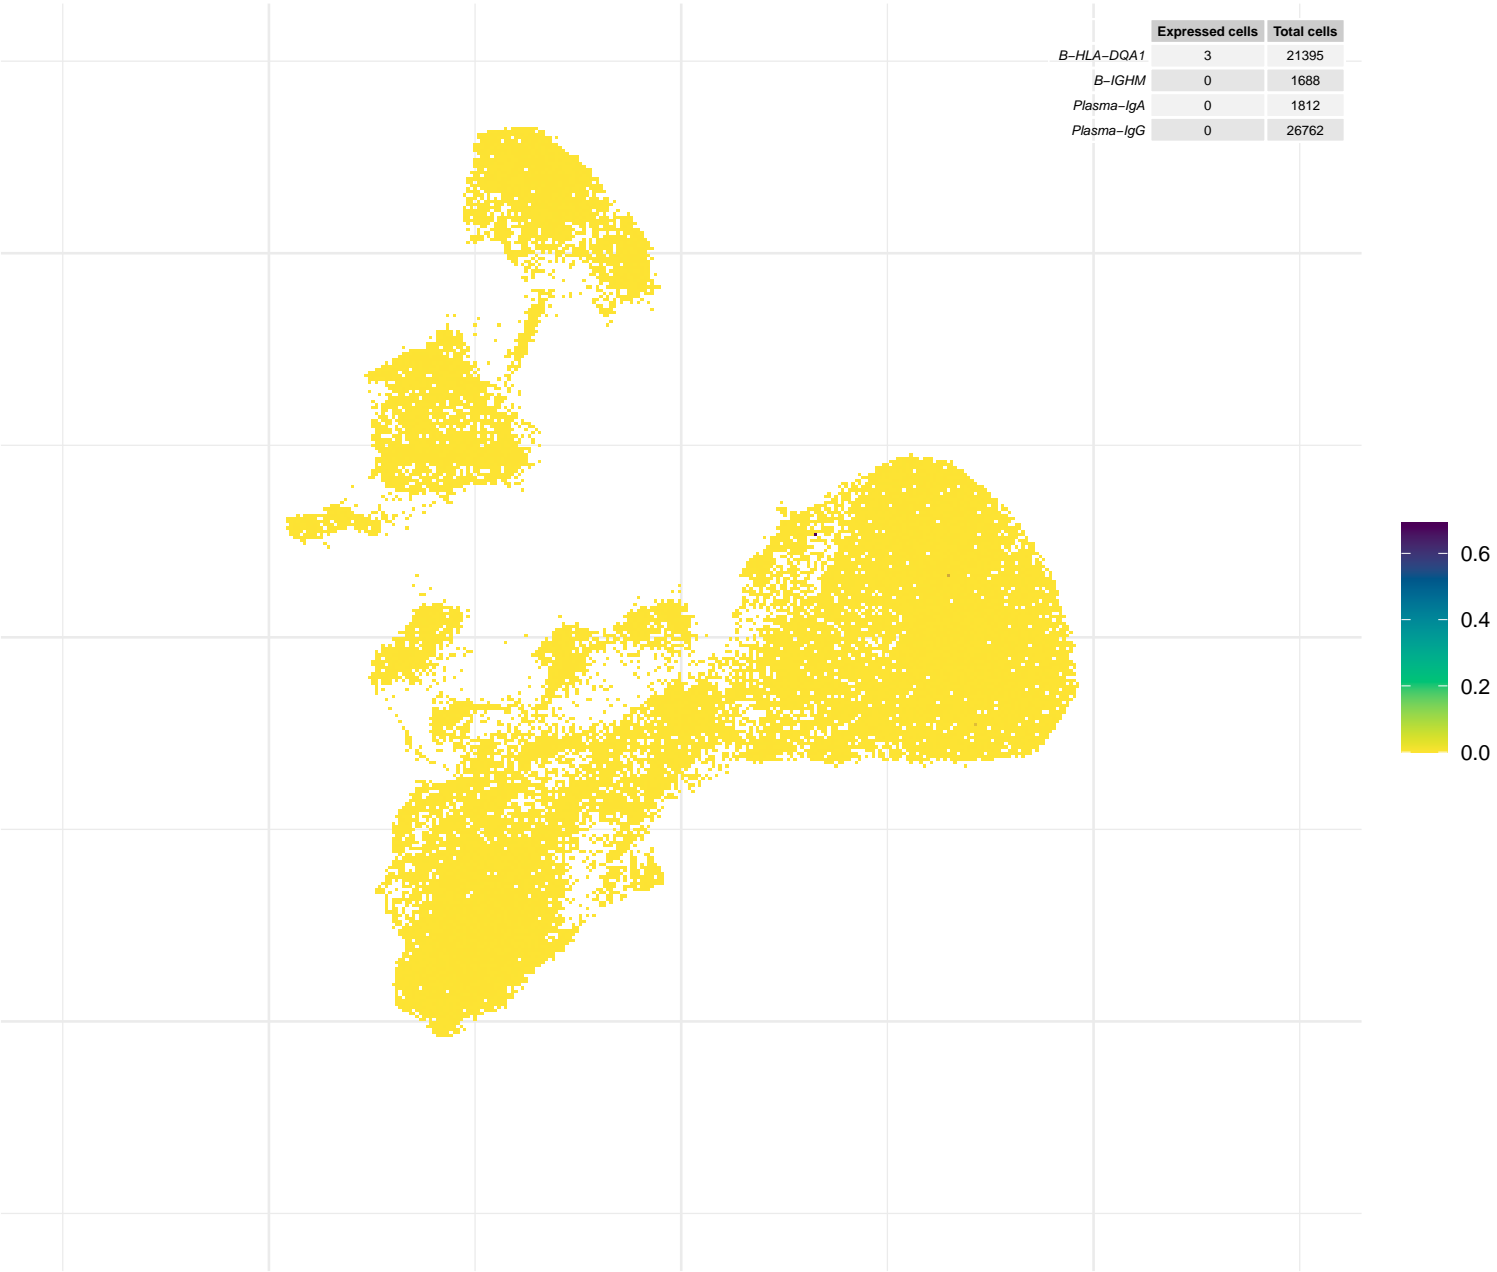 Expressed cells Total cells
B−HLA−DQA1 3 21395
B−IGHM 0 1688
Plasma−IgA 0 1812
Plasma−IgG 0 26762
0.6
0.4
0.2
0.0